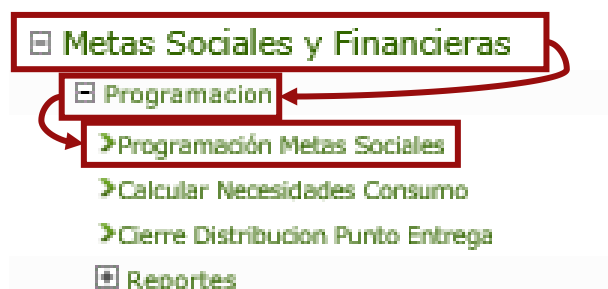 Metas Sociales y Financieras
Programacion
Programación Metas Sociales
Calcular Necesidades Consumo
Cierre Distribucion Punto Entrega
Reportes